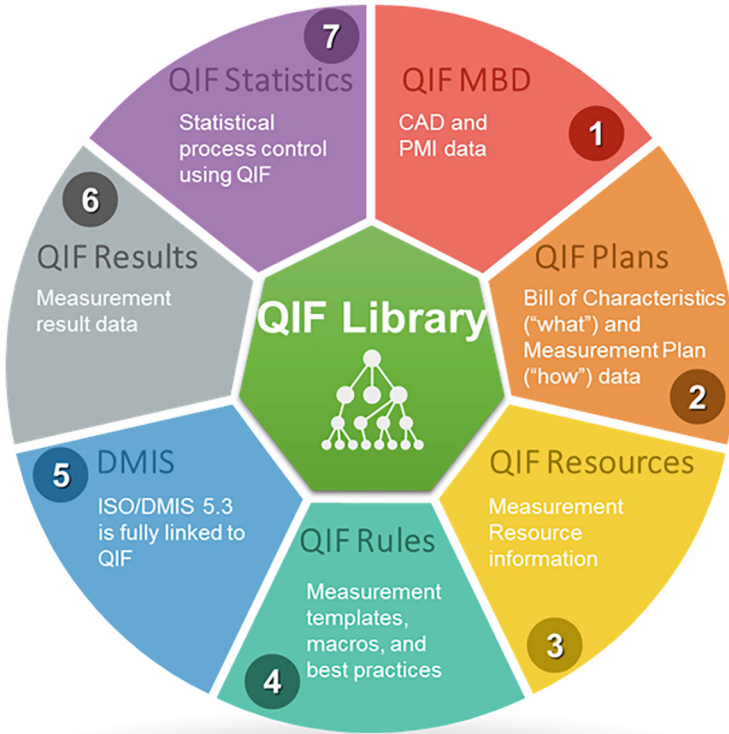 QIF MBD
CAD and
PMI data
1
QIF Plans
Bill of Characteristics
(“what”) and
Measurement Plan
(“how”) data
2
QIF Resources
Measurement
Resource
information
3
QIF Rules
Measurement
templates,
macros, and
best practices
4
5
DMIS
ISO/DMIS 5.3
is fully linked to
QIF
6
QIF Results
Measurement
result data
7
QIF Statistics
Statistical
process control
using QIF
QIF Library